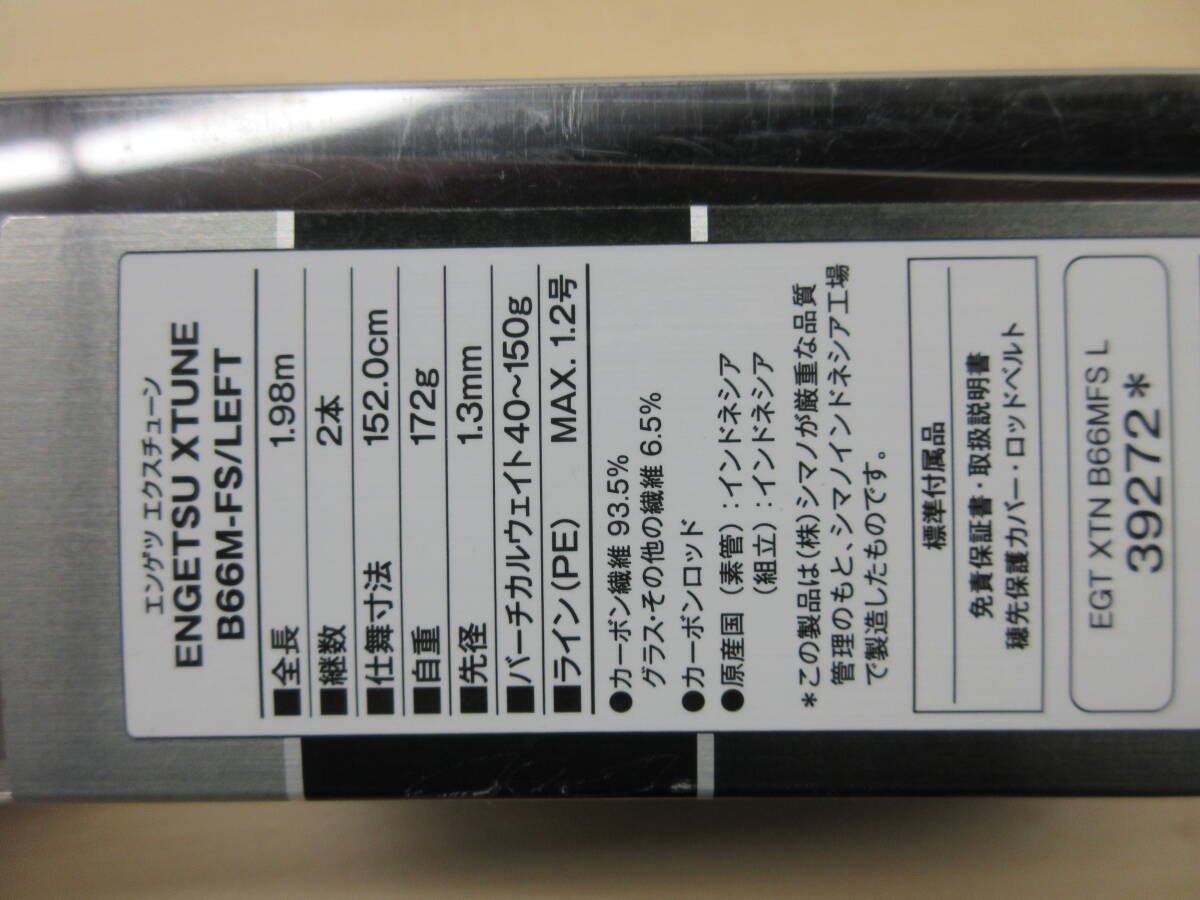 エンゲツ エクスチューン
ENGETSU XTUNE
B66M-FS/LEFT
■全長 1.98m
■継数 2本
■仕舞寸法 152.0cm
■自重 172g
■先径 1.3mm
■バーチカルウェイト 40~150g
■ライン(PE) MAX. 1.2号
●カーボン繊維 93.5%
グラス・その他の繊維 6.5%
●カーボンロッド
●原産国 (素管):インドネシア
(組立):インドネシア
*この製品は(株)シマノが厳重な品質
管理のもと、シマノインドネシア工場
で製造したものです。
標準付属品
免責保証書・取扱説明書
穂先保護カバー・ロッドベルト
EGT XTN B66MFS L
39272*